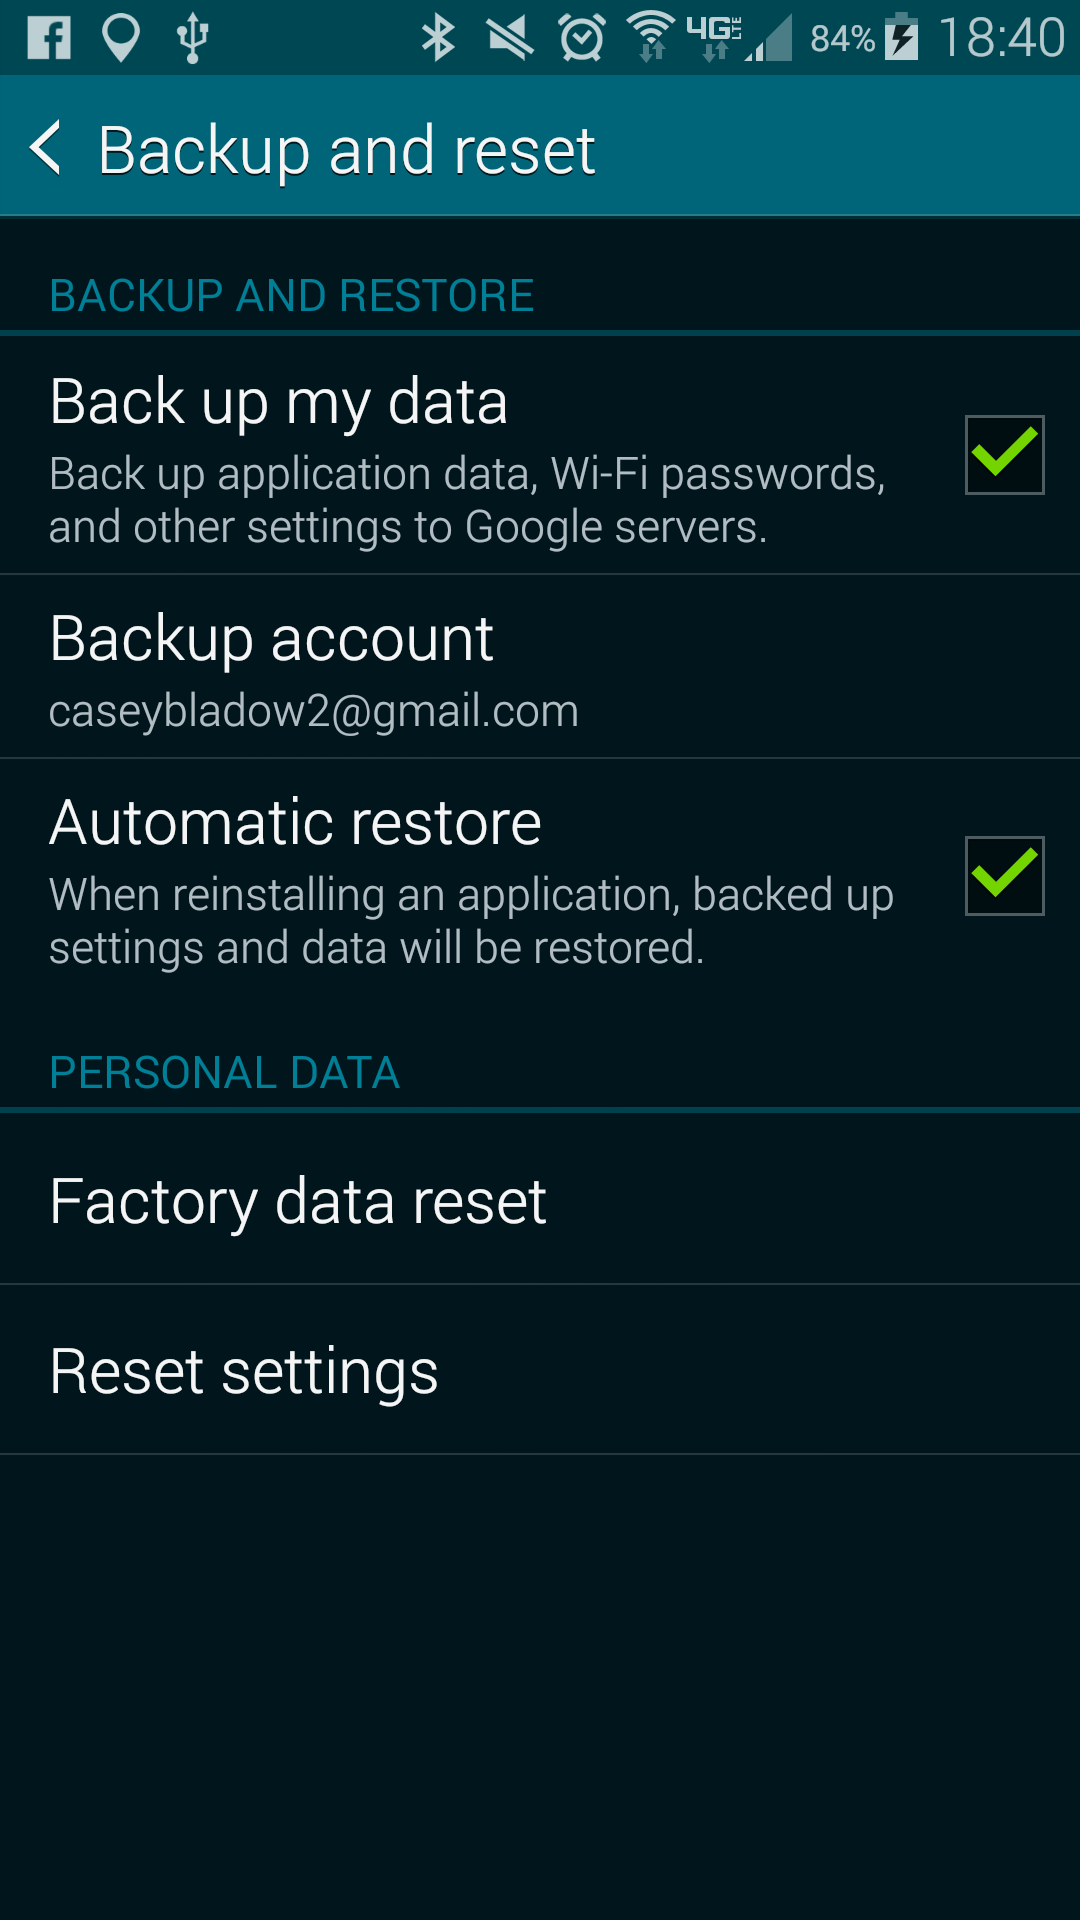 4G LTE 84% 18:40
Backup and reset
BACKUP AND RESTORE
Back up my data
Back up application data, Wi-Fi passwords,
and other settings to Google servers.
Backup account
caseybladow2@gmail.com
Automatic restore
When reinstalling an application, backed up
settings and data will be restored.
PERSONAL DATA
Factory data reset
Reset settings